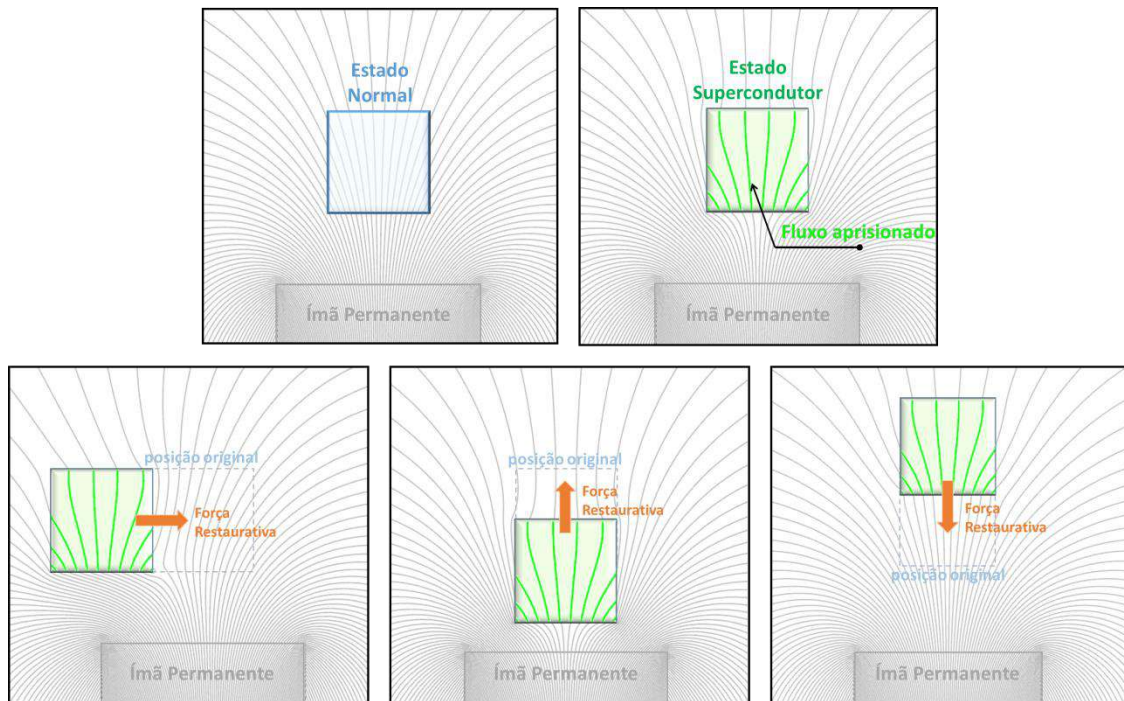 Estado
Normal
Ímã Permanente
Estado
Supercondutor
Fluxo aprisionado
Ímã Permanente
posição original
Força
Restaurativa
Ímã Permanente
posição original
Força
Restaurativa
Ímã Permanente
Força
Restaurativa
posição original
Ímã Permanente